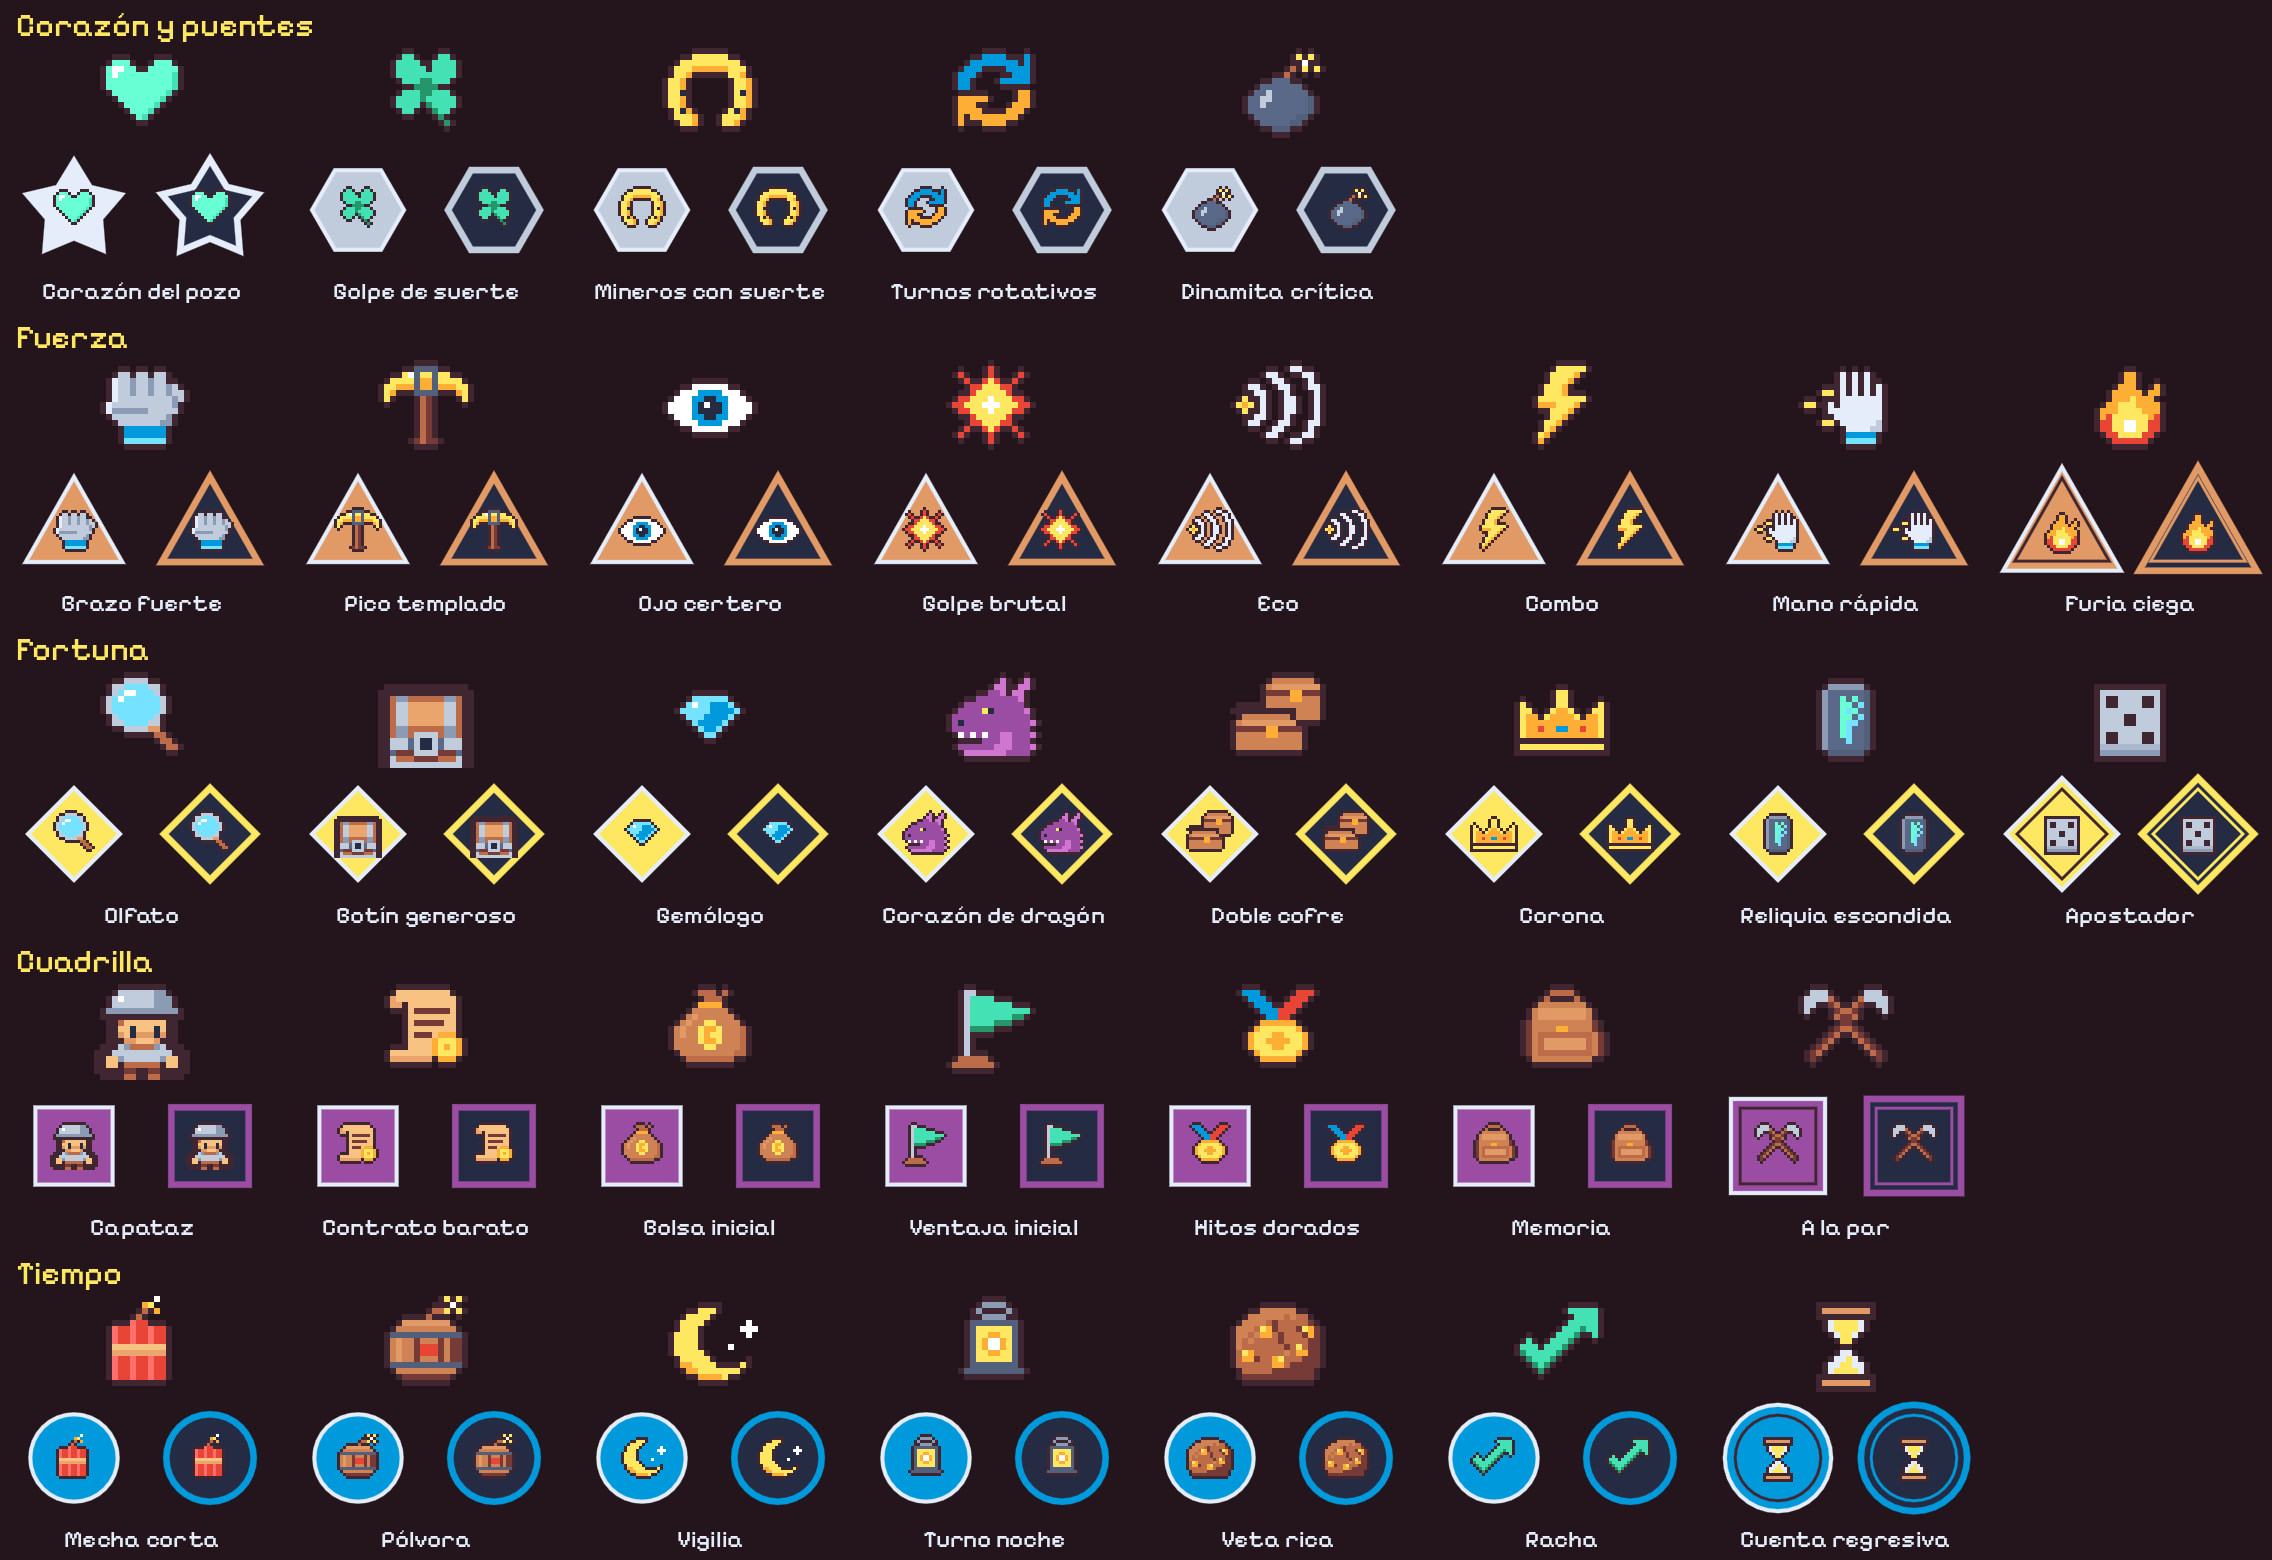 Corazón y puentes
Corazón del pozo
Golpe de suerte
Mineros con suerte
Turnos rotativos
Dinamita crítica
Fuerza
Brazo fuerte
Pico templado
Ojo certero
Golpe brutal
Eco
Combo
Mano rápida
Furia ciega
Fortuna
Olfato
Botín generoso
Gemólogo
Corazón de dragón
Doble cofre
Corona
Reliquia escondida
Apostador
Cuadrilla
Capataz
Contrato barato
Bolsa inicial
Ventaja inicial
Hitos dorados
Memoria
A la par
Tiempo
Mecha corta
Pólvora
Vigilia
Turno noche
Veta rica
Racha
Cuenta regresiva